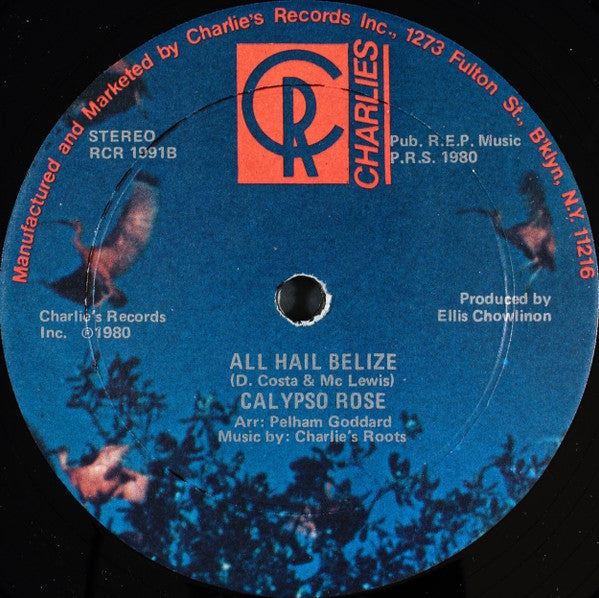 Manufactured and Marketed by Charlie's Records Inc., 1273 Fulton St., B'klyn, N.Y. 11216
CRC
CHARLIES
STEREO
RCR 1991B
Pub. R.E.P. Music
P.R.S. 1980
Charlie's Records
Inc. ℗1980
Produced by
Ellis Chowlinon
ALL HAIL BELIZE
(D. Costa & Mc Lewis)
CALYPSO ROSE
Arr: Pelham Goddard
Music by: Charlie's Roots